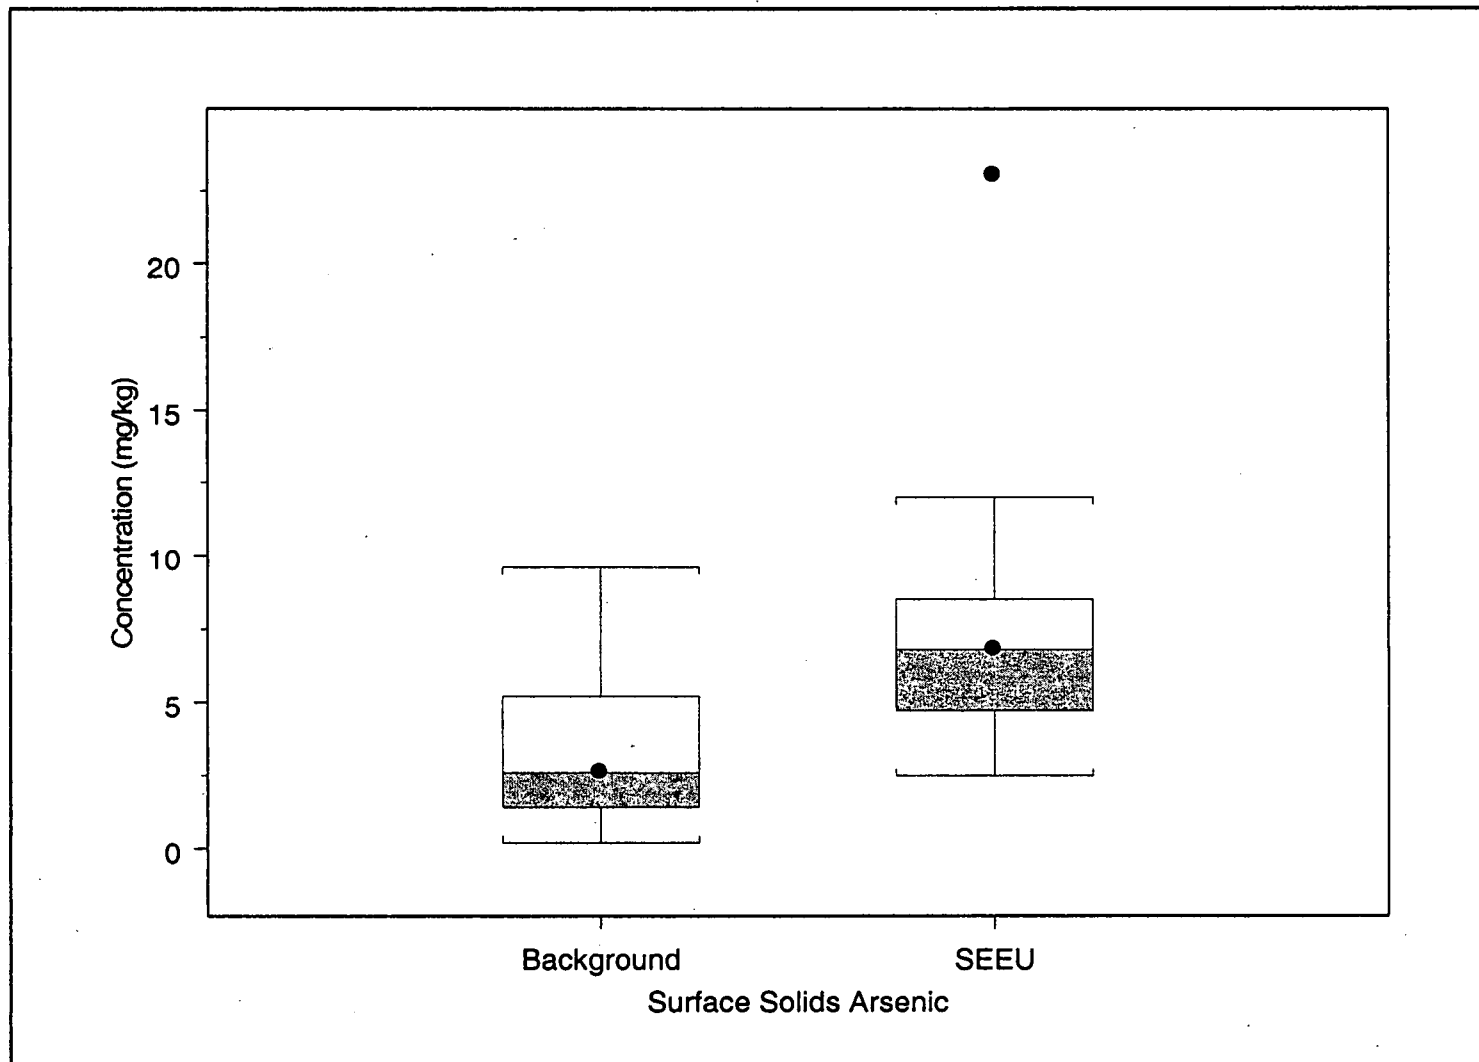 Concentration (mg/kg)
20
15
10
5
0
Background
SEEU
Surface Solids Arsenic